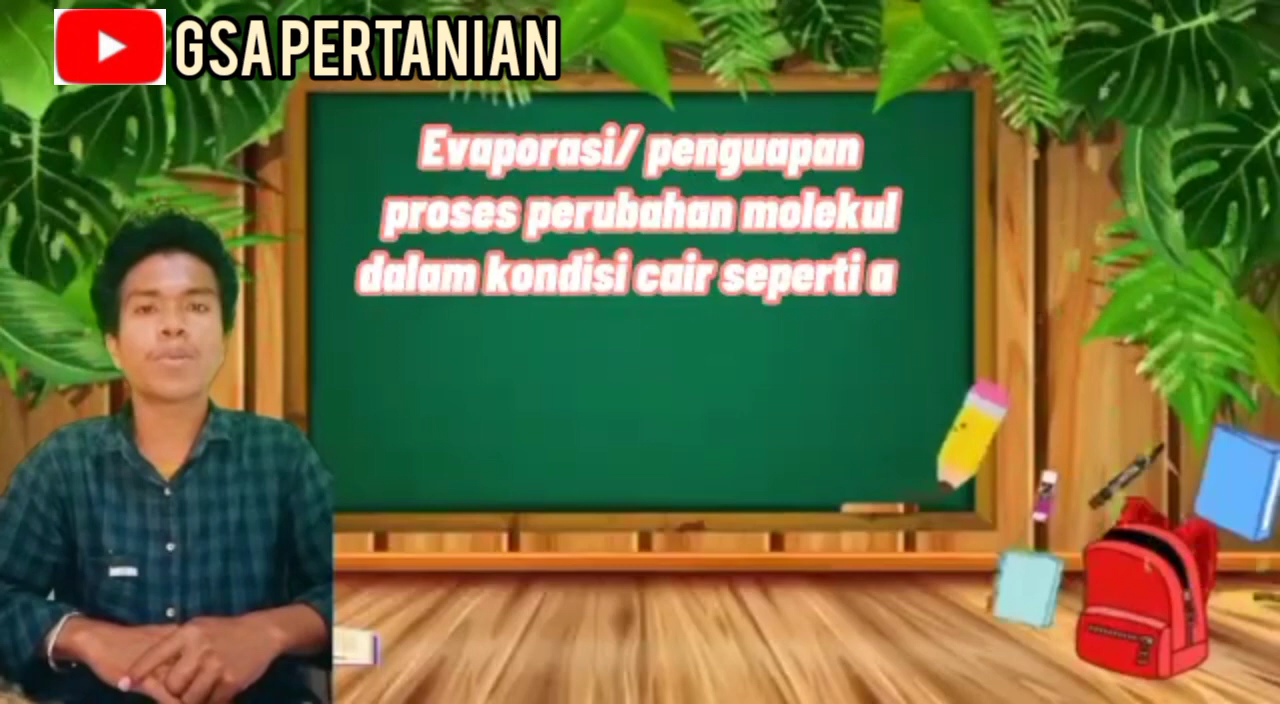 GSA PERTANIAN
Evaporasi/ penguapan
proses perubahan molekul
dalam kondisi cair seperti a